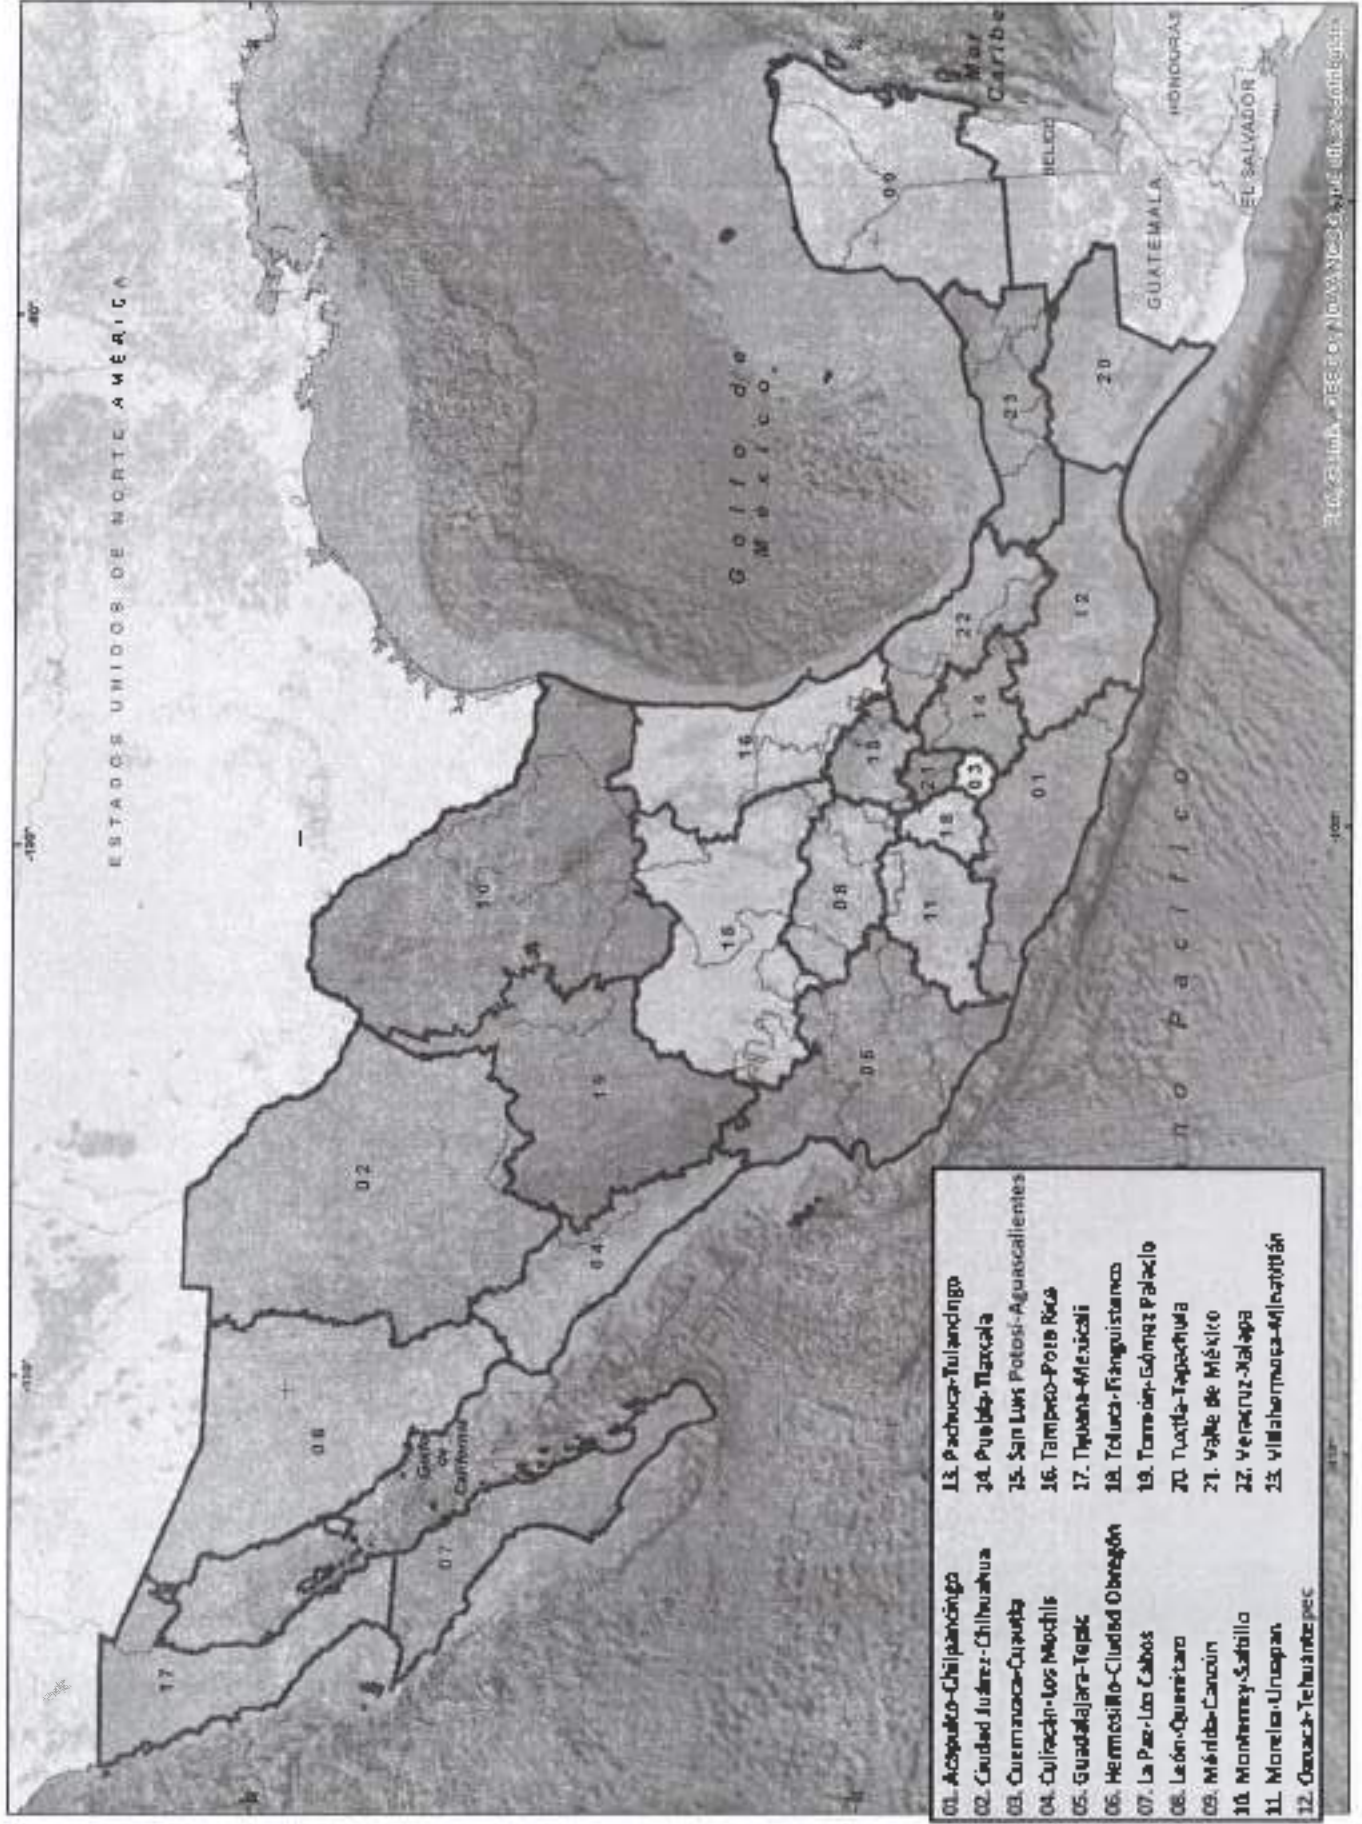 ESTADOS UNIDOS DE NORTE AMÉRICA
Golfo de
México
Mar
Caribe
BELICE
GUATEMALA
HONDURAS
EL SALVADOR
Golfo
de
California
Pacífico
17
06
02
07
04
19
10
15
16
05
08
11
18
21
03
14
01
22
12
23
20
09
01. Acapulco-Chilpancingo
02. Ciudad Juárez-Chihuahua
03. Cuernavaca-Cuautla
04. Culiacán-Los Mochis
05. Guadalajara-Tepic
06. Hermosillo-Ciudad Obregón
07. La Paz-Los Cabos
08. León-Querétaro
09. Mérida-Cancún
10. Monterrey-Saltillo
11. Morelia-Uruapan
12. Oaxaca-Tehuantepec
13. Pachuca-Tulancingo
14. Puebla-Tlaxcala
15. San Luis Potosí-Aguascalientes
16. Tampico-Poza Rica
17. Tijuana-Mexicali
18. Toluca-Tianguistenco
19. Torreón-Gómez Palacio
20. Tuxtla-Tapachula
21. Valle de México
22. Veracruz-Xalapa
23. Villahermosa-Minatitlán